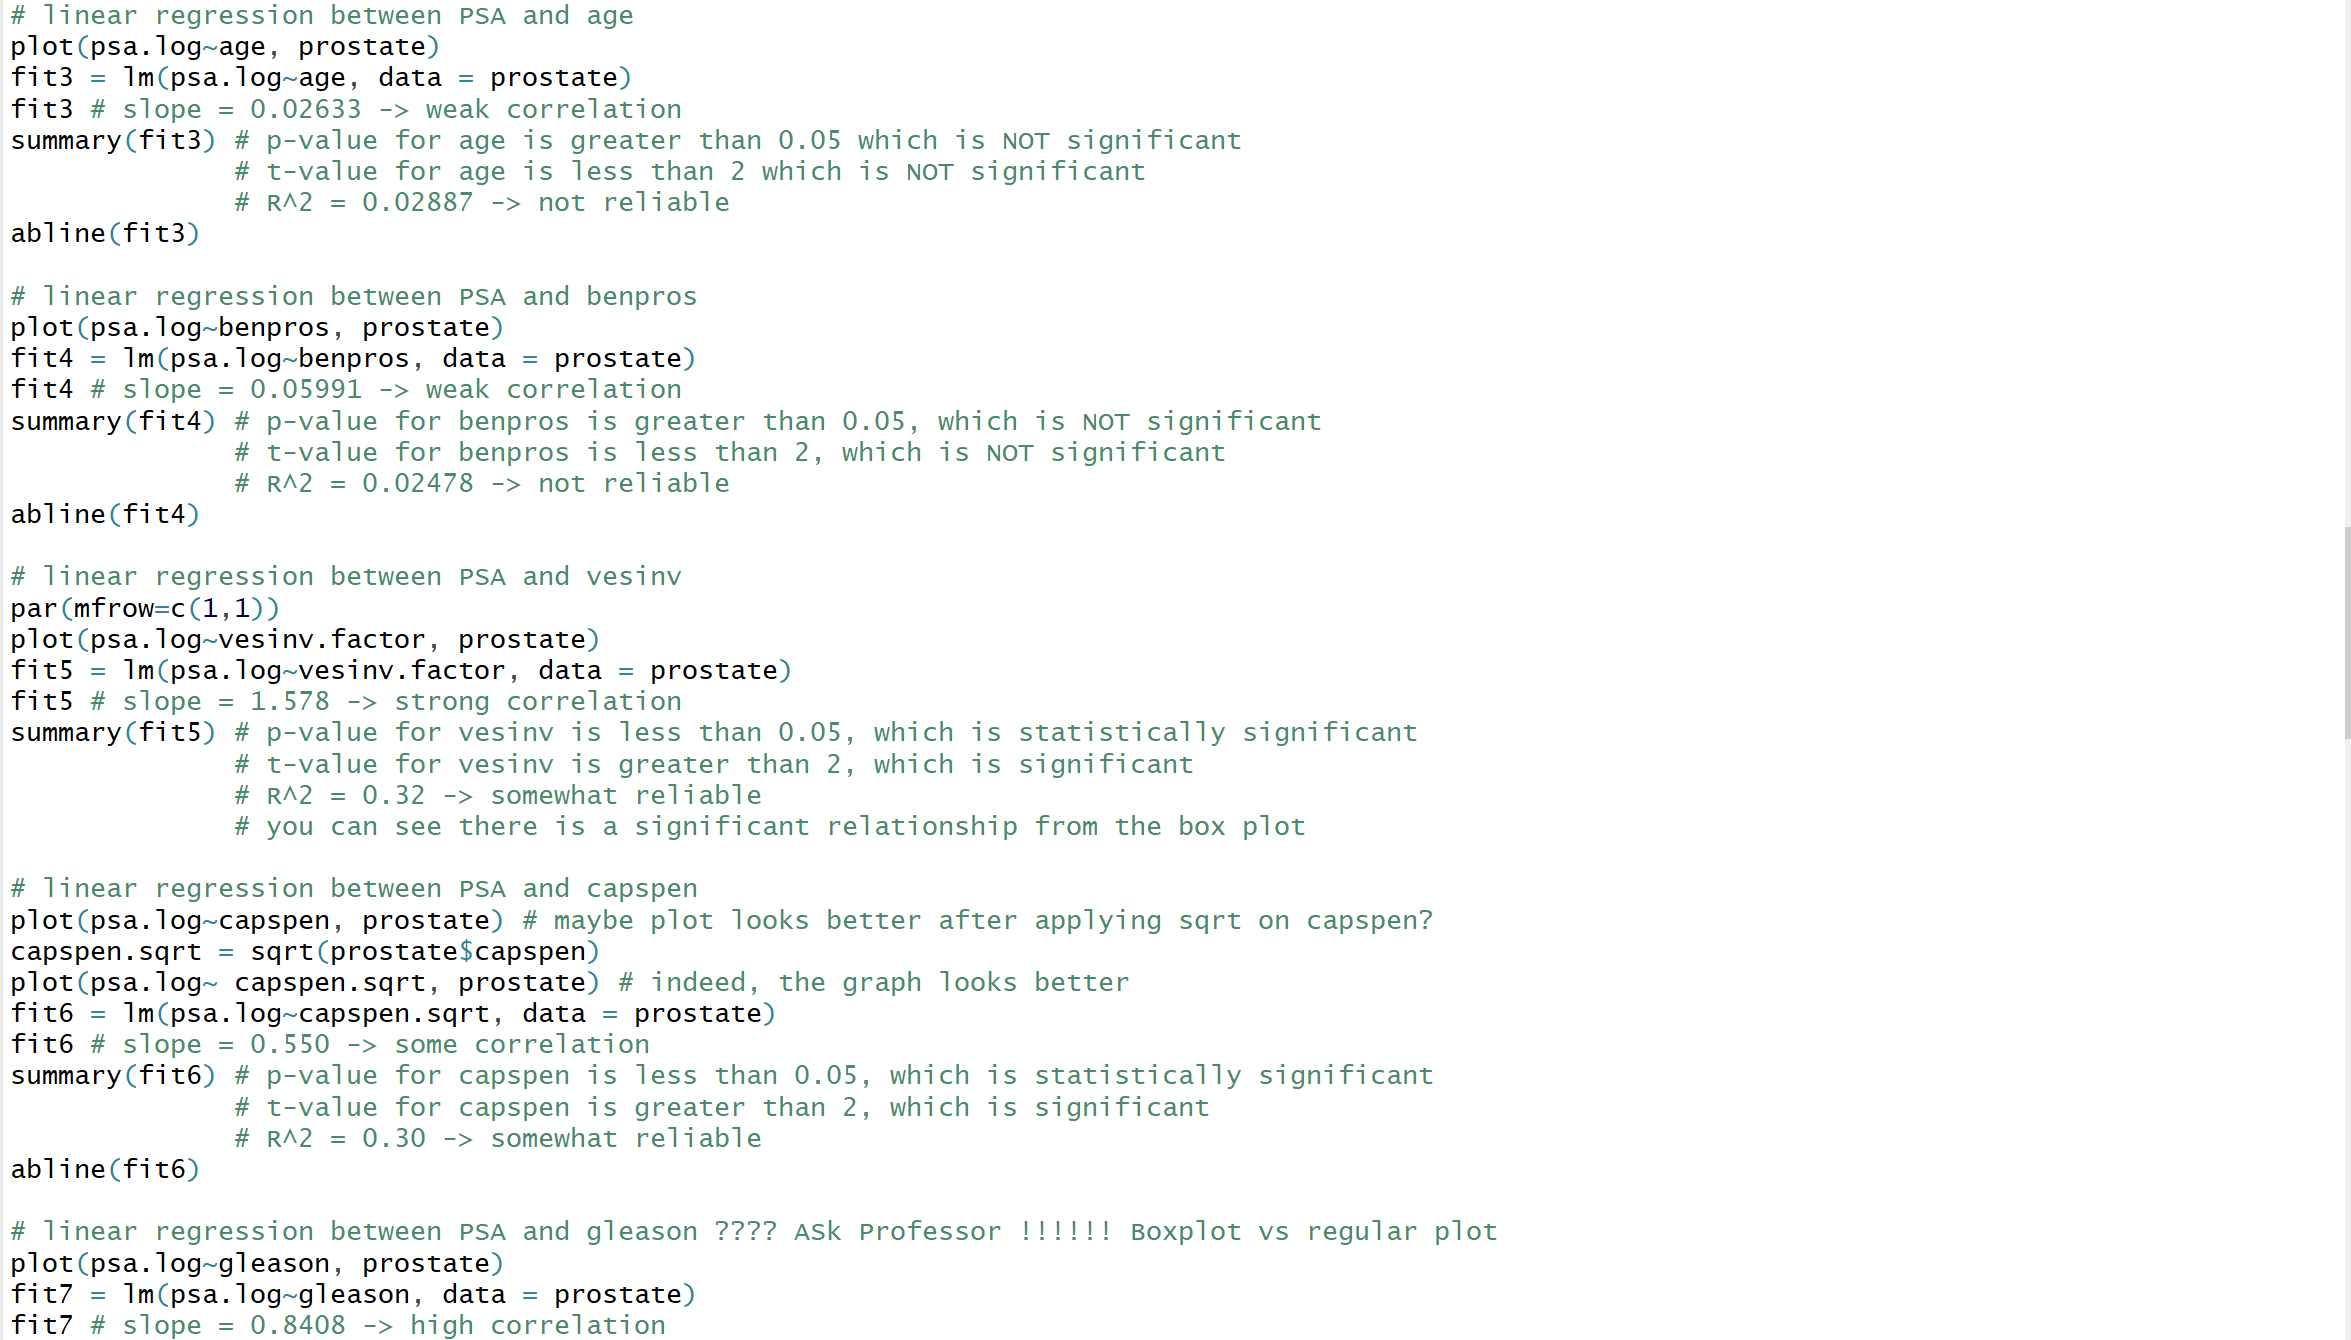 # linear regression between PSA and age
plot(psa.log~age, prostate)
fit3 = lm(psa.log~age, data = prostate)
fit3 # slope = 0.02633 -> weak correlation
summary(fit3) # p-value for age is greater than 0.05 which is NOT significant
# t-value for age is less than 2 which is NOT significant
# R^2 = 0.02887 -> not reliable
abline(fit3)
# linear regression between PSA and benpros
plot(psa.log~benpros, prostate)
fit4 = lm(psa.log~benpros, data = prostate)
fit4 # slope = 0.05991 -> weak correlation
summary(fit4) # p-value for benpros is greater than 0.05, which is NOT significant
# t-value for benpros is less than 2, which is NOT significant
# R^2 = 0.02478 -> not reliable
abline(fit4)
# linear regression between PSA and vesinv
par(mfrow=c(1,1))
plot(psa.log~vesinv.factor, prostate)
fit5 = lm(psa.log~vesinv.factor, data = prostate)
fit5 # slope = 1.578 -> strong correlation
summary(fit5) # p-value for vesinv is less than 0.05, which is statistically significant
# t-value for vesinv is greater than 2, which is significant
# R^2 = 0.32 -> somewhat reliable
# you can see there is a significant relationship from the box plot
# linear regression between PSA and capspen
plot(psa.log~capspen, prostate) # maybe plot looks better after applying sqrt on capspen?
capspen.sqrt = sqrt(prostate$capspen)
plot(psa.log~ capspen.sqrt, prostate) # indeed, the graph looks better
fit6 = lm(psa.log~capspen.sqrt, data = prostate)
fit6 # slope = 0.550 -> some correlation
summary(fit6) # p-value for capspen is less than 0.05, which is statistically significant
# t-value for capspen is greater than 2, which is significant
# R^2 = 0.30 -> somewhat reliable
abline(fit6)
# linear regression between PSA and gleason ???? ASk Professor !!!!!! Boxplot vs regular plot
plot(psa.log~gleason, prostate)
fit7 = lm(psa.log~gleason, data = prostate)
fit7 # slope = 0.8408 -> high correlation